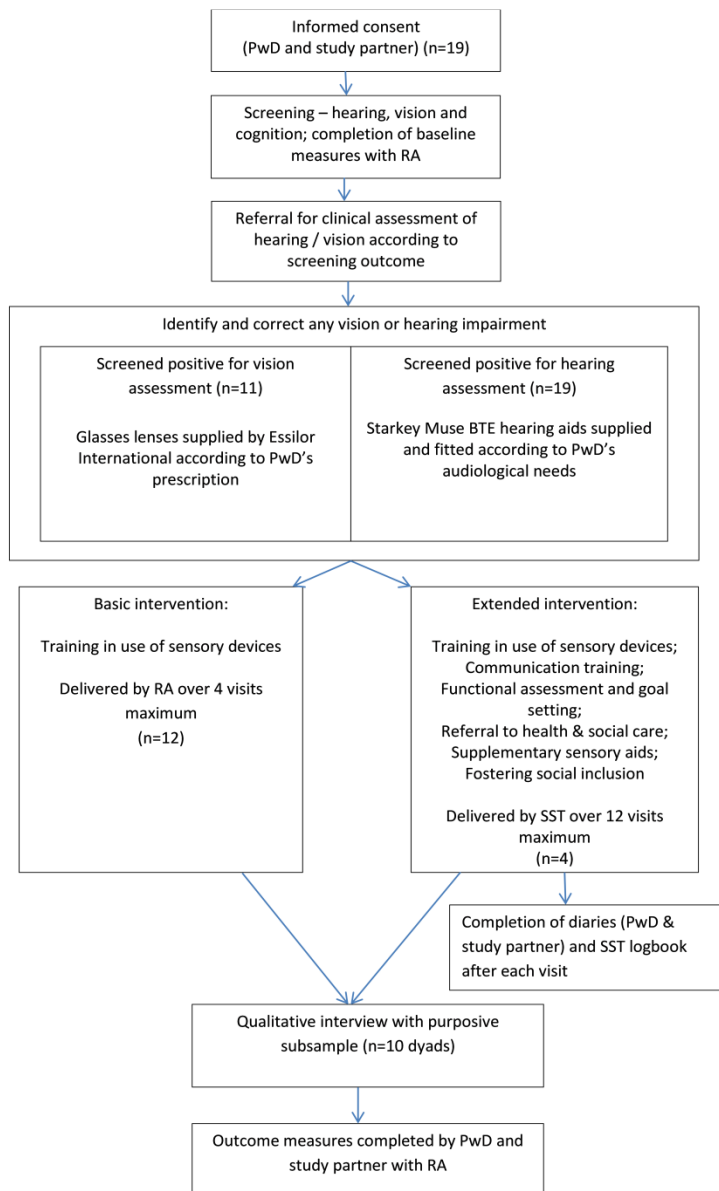 Informed consent
(PwD and study partner) (n=19)
Screening – hearing, vision and
cognition; completion of baseline
measures with RA
Referral for clinical assessment of
hearing / vision according to
screening outcome
Identify and correct any vision or hearing impairment
Screened positive for vision
assessment (n=11)
Glasses lenses supplied by Essilor
International according to PwD’s
prescription
Screened positive for hearing
assessment (n=19)
Starkey Muse BTE hearing aids supplied
and fitted according to PwD’s
audiological needs
Basic intervention:
Training in use of sensory devices
Delivered by RA over 4 visits
maximum
(n=12)
Extended intervention:
Training in use of sensory devices;
Communication training;
Functional assessment and goal
setting;
Referral to health & social care;
Supplementary sensory aids;
Fostering social inclusion
Delivered by SST over 12 visits
maximum
(n=4)
Completion of diaries (PwD &
study partner) and SST logbook
after each visit
Qualitative interview with purposive
subsample (n=10 dyads)
Outcome measures completed by PwD and
study partner with RA